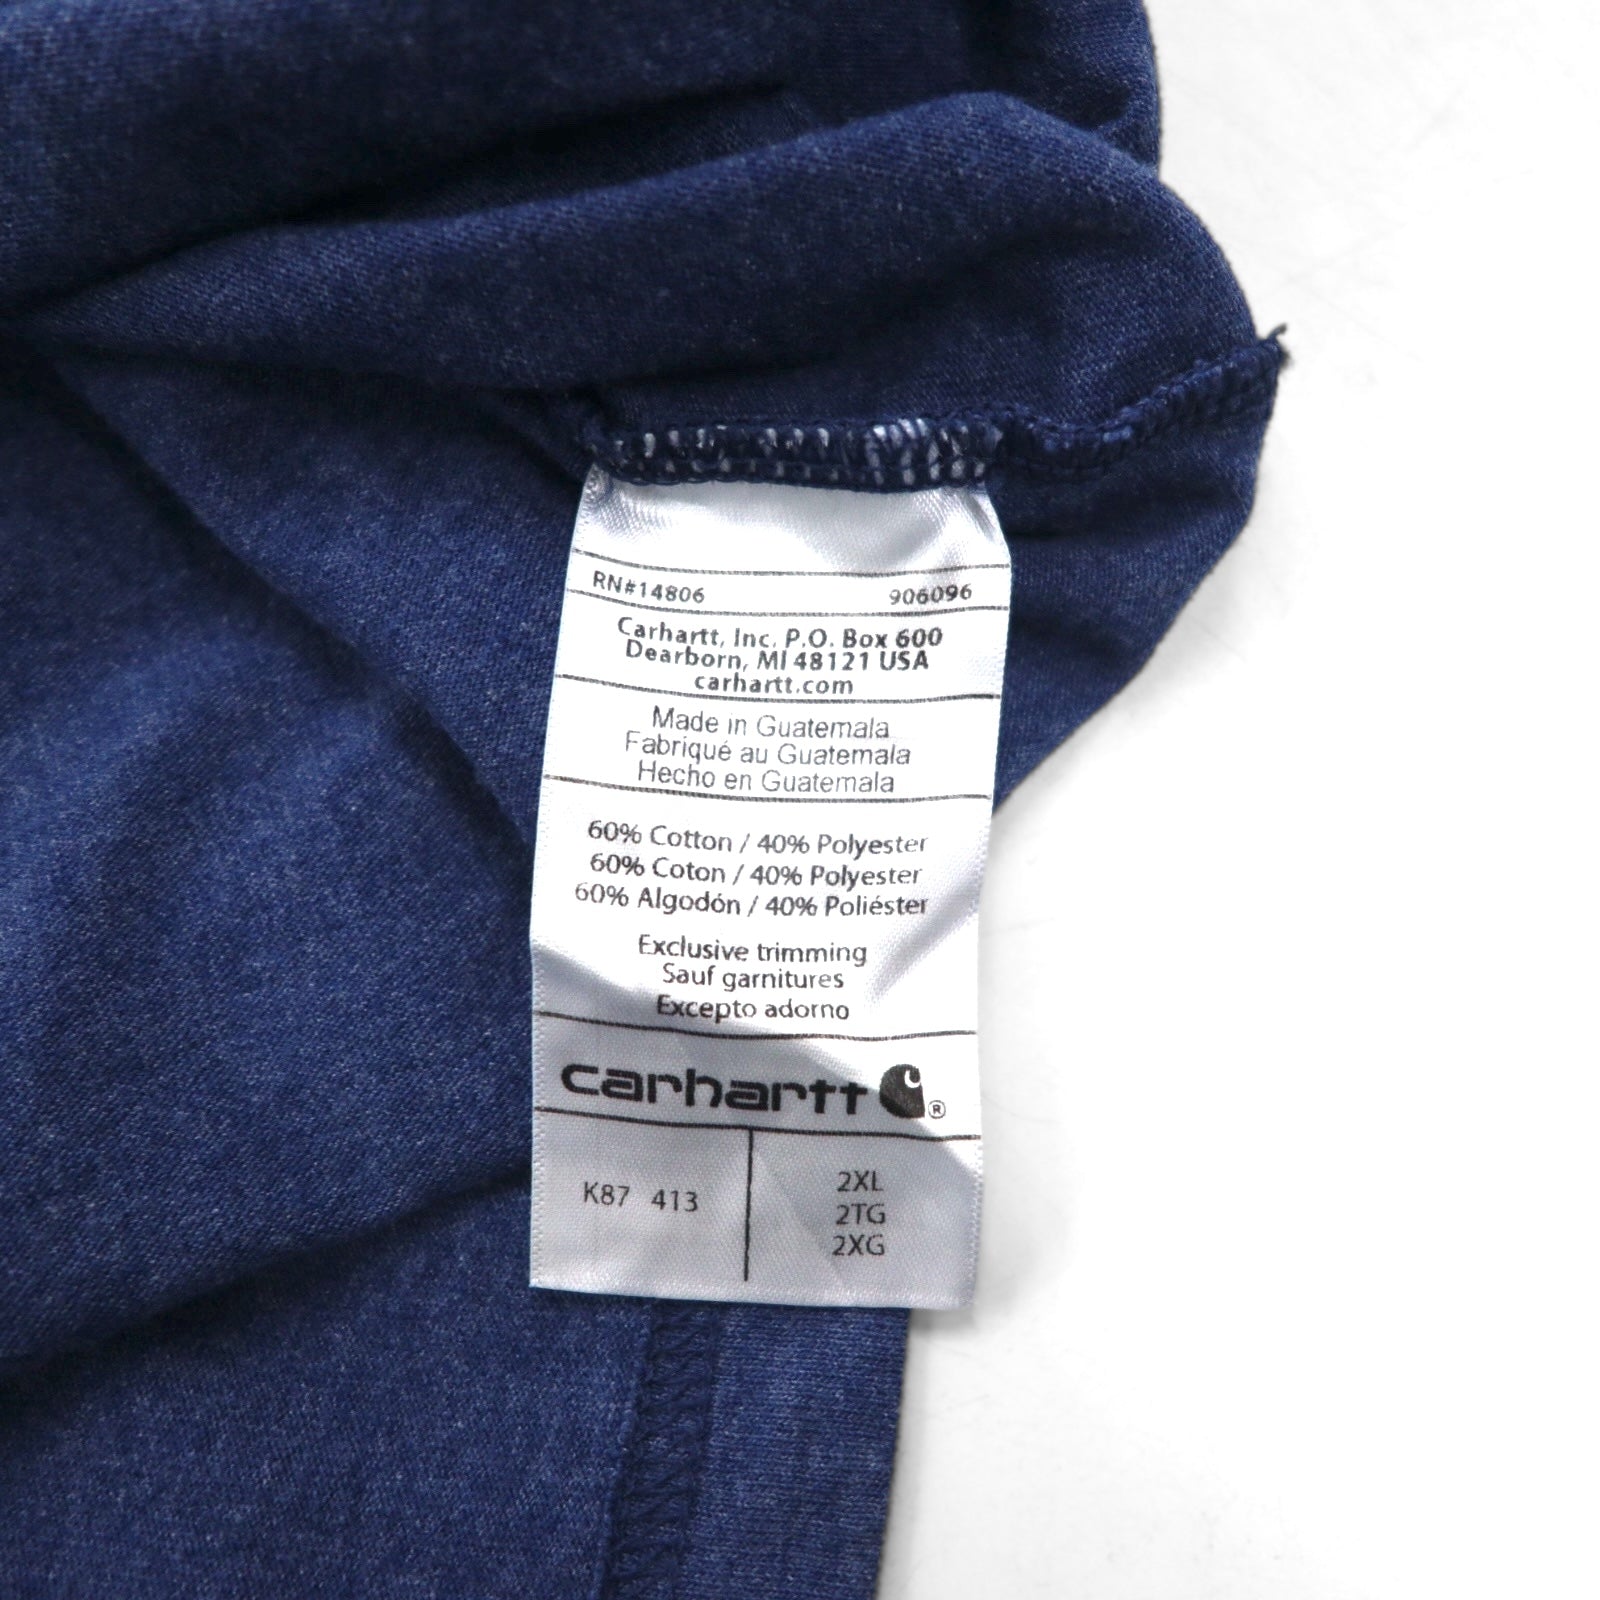 RN#14806 906096
Carhartt, Inc. P.O. Box 600
Dearborn, MI 48121 USA
carhartt.com
Made in Guatemala
Fabriqué au Guatemala
Hecho en Guatemala
60% Cotton / 40% Polyester
60% Coton / 40% Polyester
60% Algodón / 40% Poliéster
Exclusive trimming
Sauf garnitures
Excepto adorno
carhartt ®
K87 413
2XL
2TG
2XG